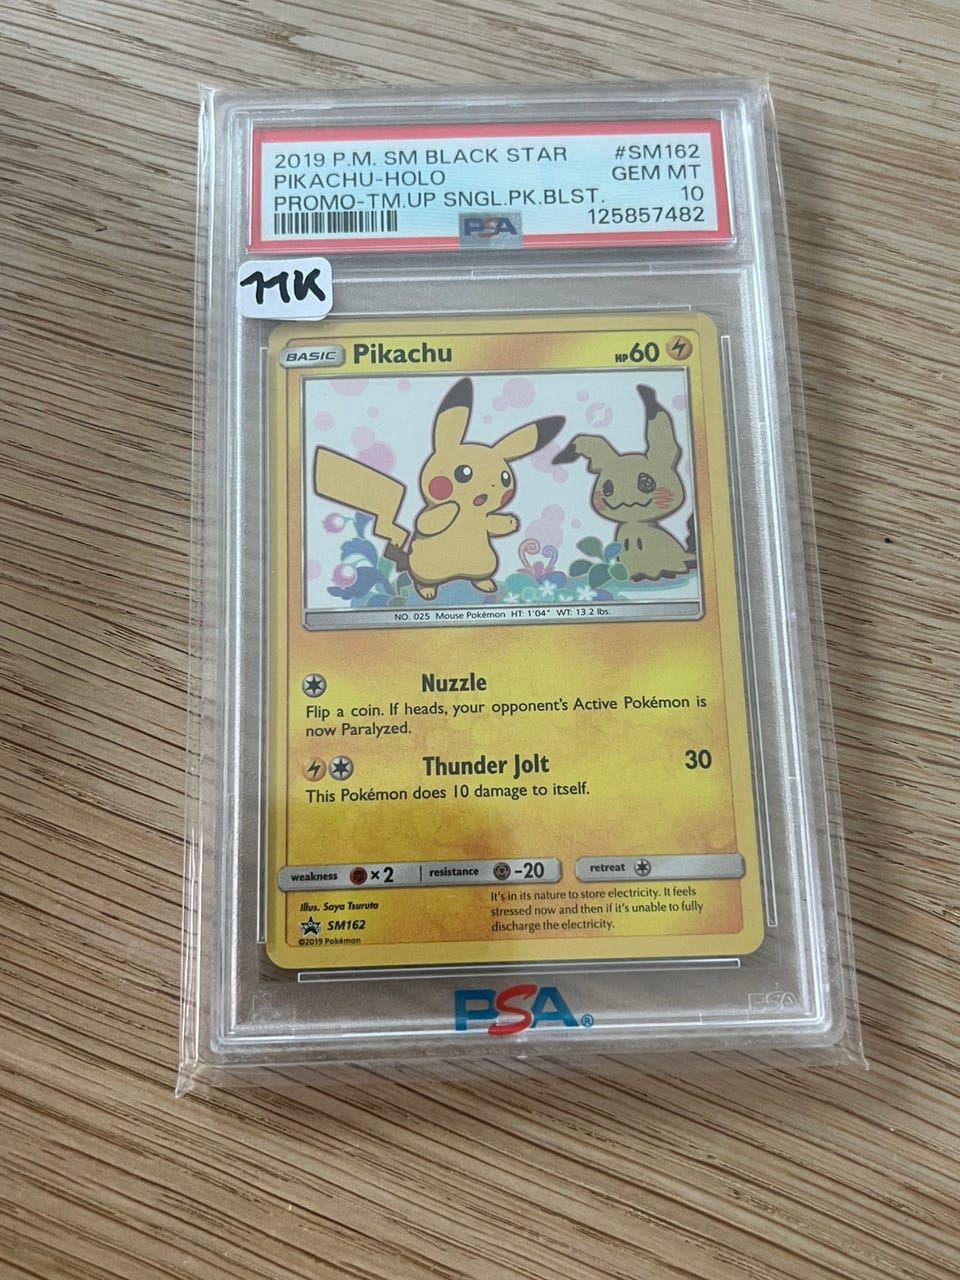 2019 P.M. SM BLACK STAR #SM162
PIKACHU-HOLO GEM MT
PROMO-TM.UP SNGL.PK.BLST. 10
PSA 125857482
11K
BASIC Pikachu HP60
NO. 025 Mouse Pokémon HT: 1'04" WT: 13.2 lbs.
Nuzzle
Flip a coin. If heads, your opponent's Active Pokémon is
now Paralyzed.
Thunder Jolt 30
This Pokémon does 10 damage to itself.
weakness ×2 resistance -20 retreat
It's in its nature to store electricity. It feels
stressed now and then if it's unable to fully
discharge the electricity.
Illus. Saya Tsuruta
SM162
©2019 Pokémon
PSA®
PSA